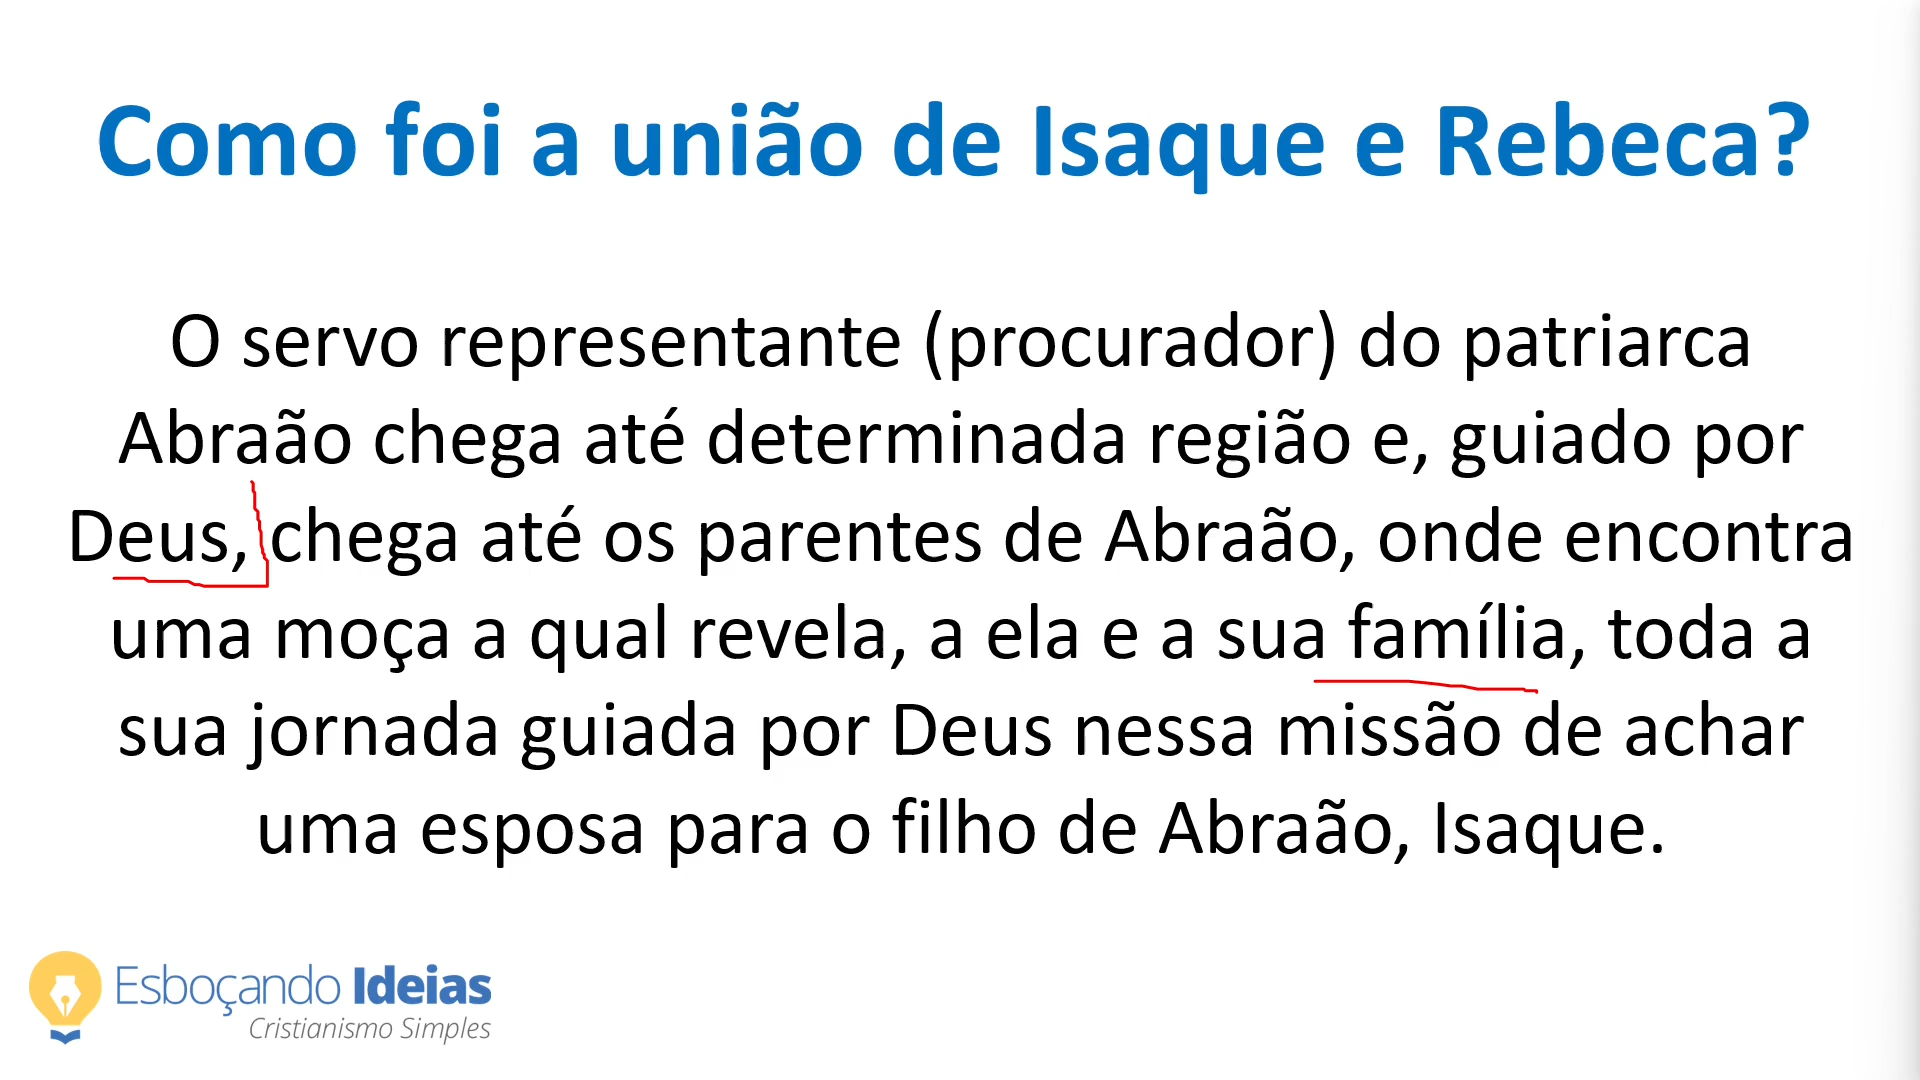 Como foi a união de Isaque e Rebeca?
O servo representante (procurador) do patriarca
Abraão chega até determinada região e, guiado por
Deus, chega até os parentes de Abraão, onde encontra
uma moça a qual revela, a ela e a sua família, toda a
sua jornada guiada por Deus nessa missão de achar
uma esposa para o filho de Abraão, Isaque.
Esboçando Ideias
Cristianismo Simples